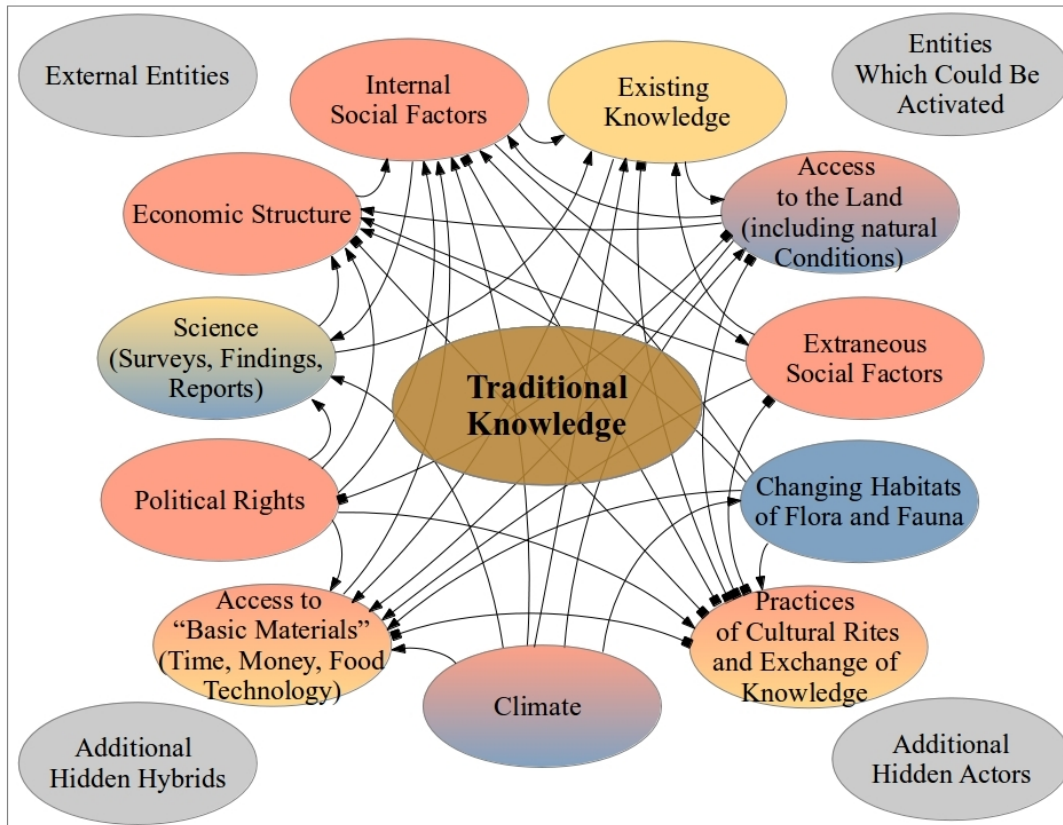 External Entities
Internal
Social Factors
Existing
Knowledge
Entities
Which Could Be
Activated
Economic Structure
Access
to the Land
(including natural
Conditions)
Science
(Surveys, Findings,
Reports)
Traditional
Knowledge
Extraneous
Social Factors
Political Rights
Changing Habitats
of Flora and Fauna
Access to
“Basic Materials”
(Time, Money, Food
Technology)
Climate
Practices
of Cultural Rites
and Exchange of
Knowledge
Additional
Hidden Hybrids
Additional
Hidden Actors